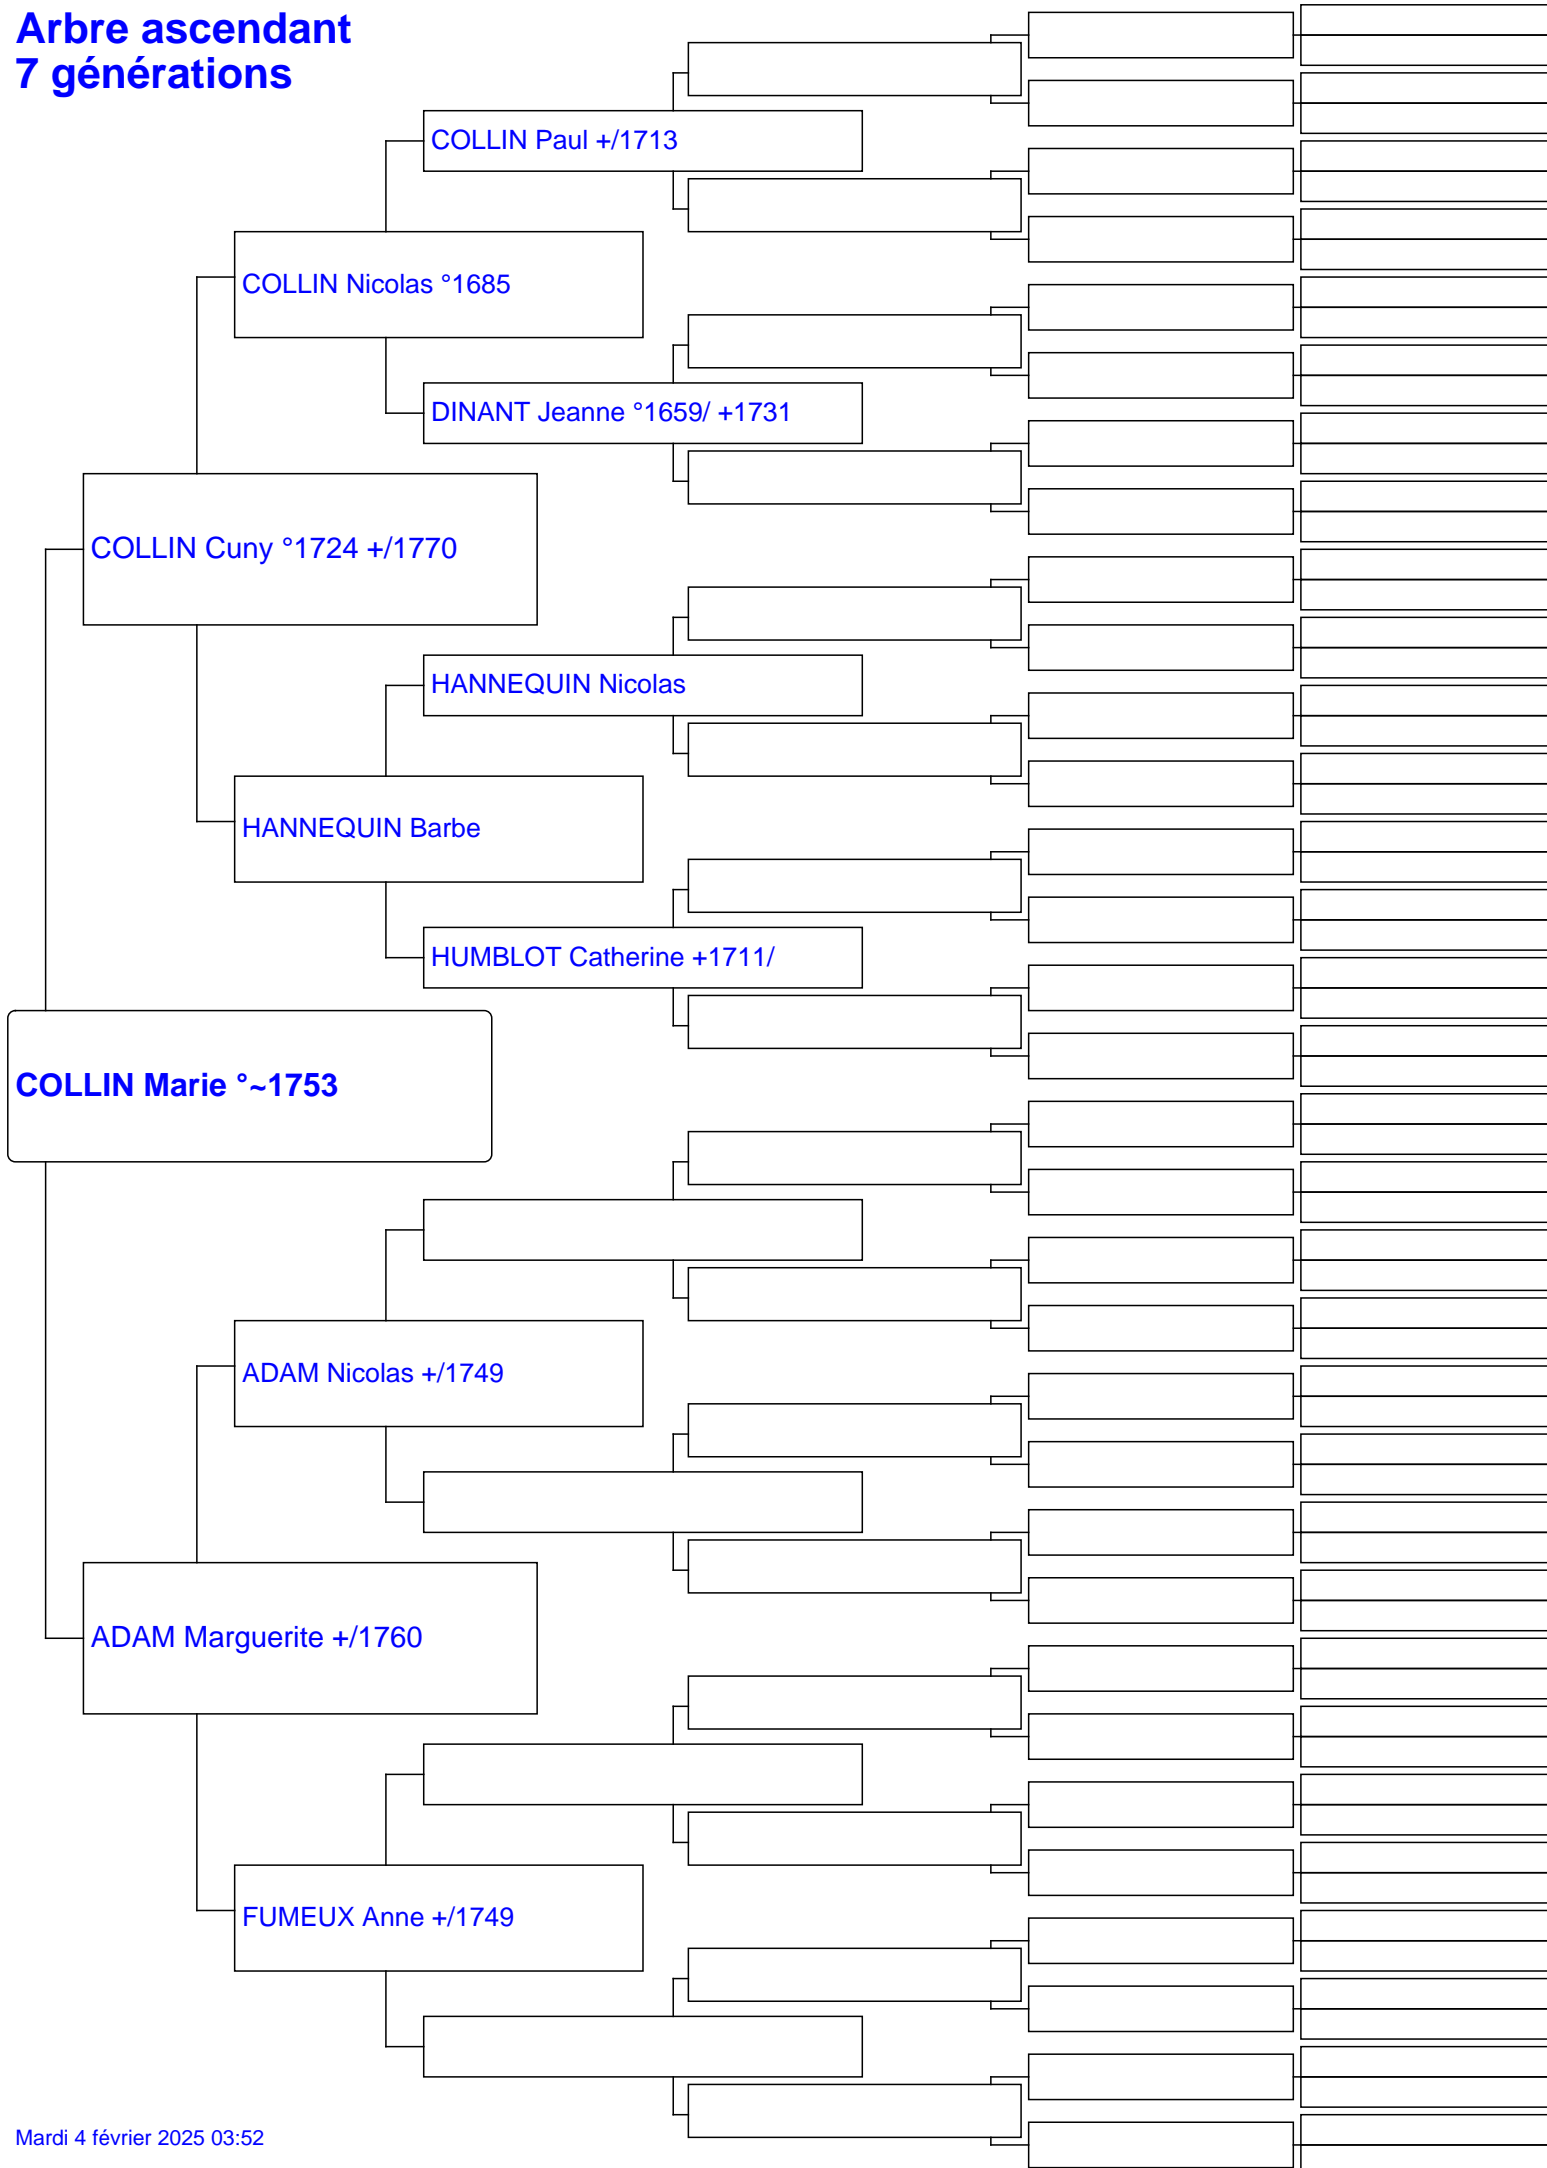 Arbre ascendant
7 générations
COLLIN Paul +/1713
COLLIN Nicolas °1685
DINANT Jeanne °1659/ +1731
COLLIN Cuny °1724 +/1770
HANNEQUIN Nicolas
HANNEQUIN Barbe
HUMBLOT Catherine +1711/
COLLIN Marie °~1753
ADAM Nicolas +/1749
ADAM Marguerite +/1760
FUMEUX Anne +/1749
Mardi 4 février 2025 03:52